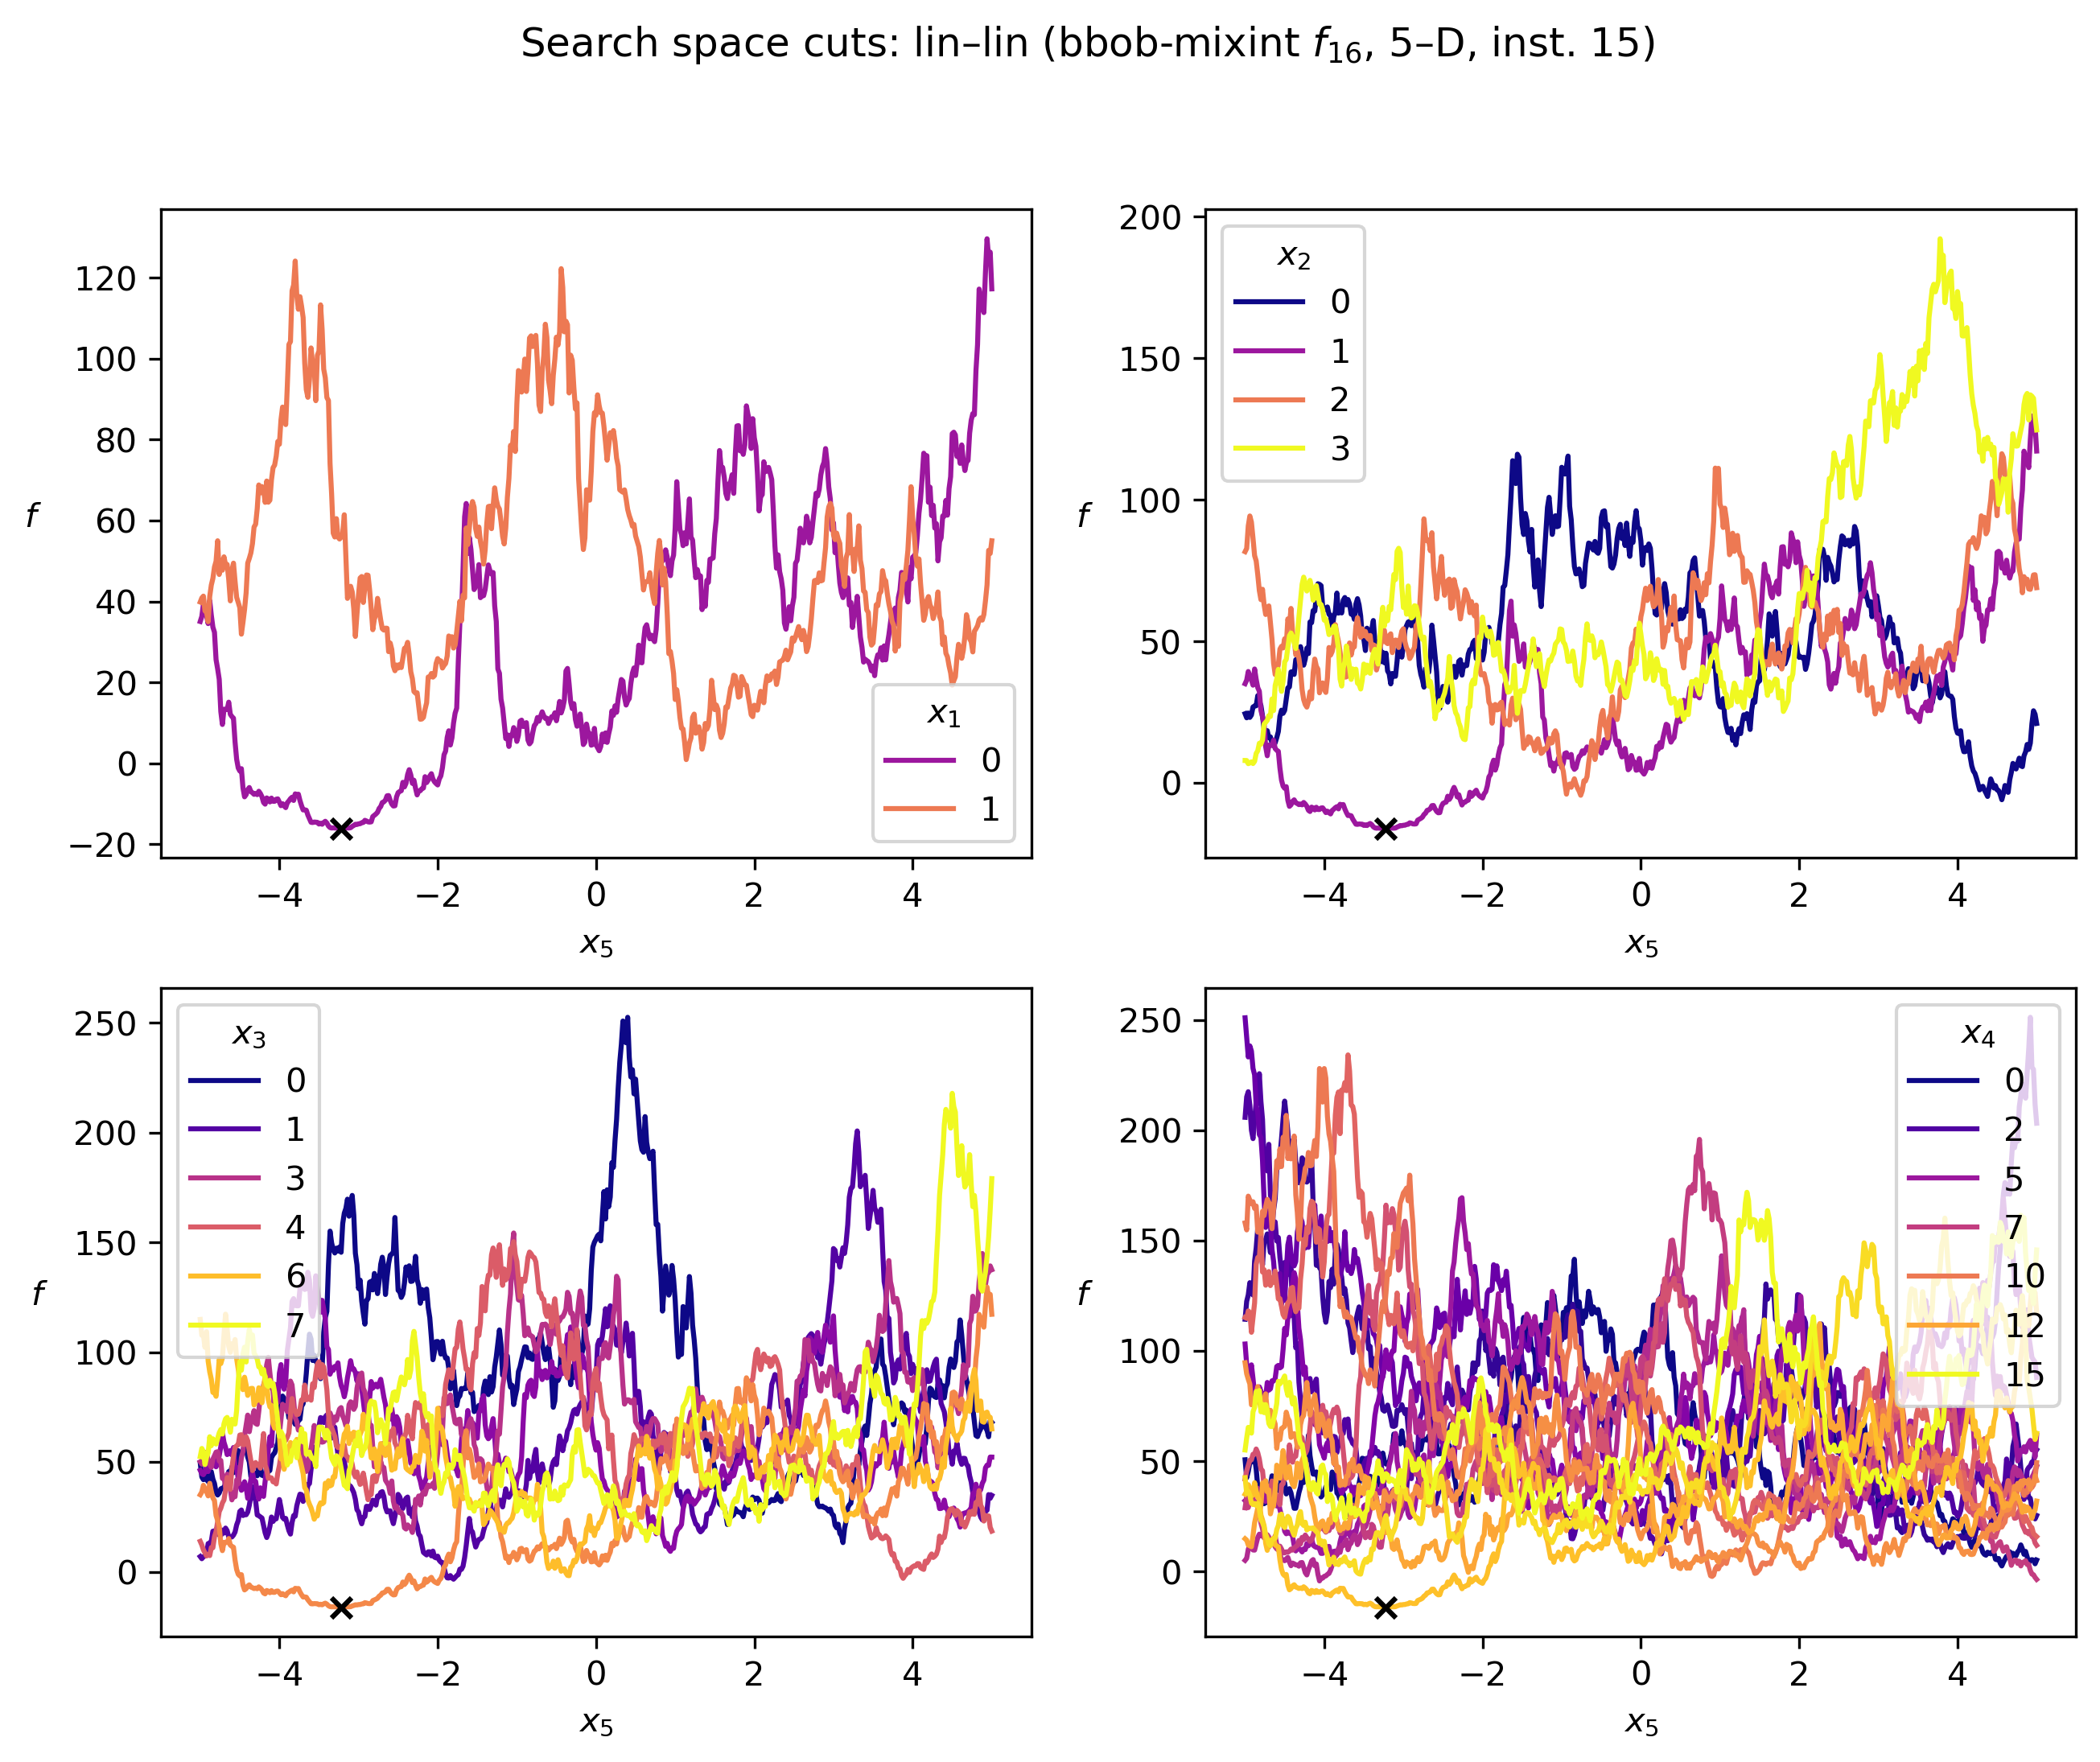 Search space cuts: lin–lin (bbob-mixint f₁₆, 5–D, inst. 15)
120
100
80
60
40
20
0
−20
f
x₁
0
1
−4 −2 0 2 4
x₅
200
150
100
50
0
f
x₂
0
1
2
3
−4 −2 0 2 4
x₅
250
200
150
100
50
0
f
x₃
0
1
3
4
6
7
−4 −2 0 2 4
x₅
250
200
150
100
50
0
f
x₄
0
2
5
7
10
12
15
−4 −2 0 2 4
x₅